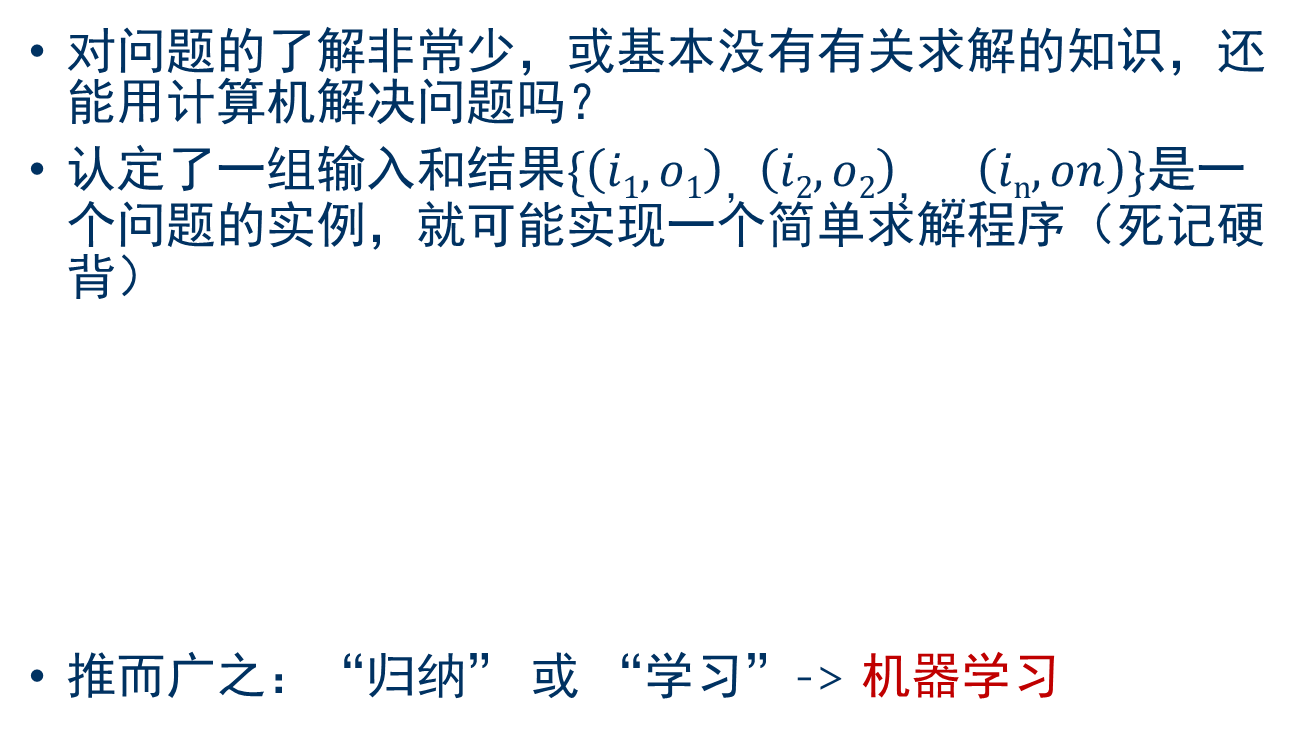 • 对问题的了解非常少，或基本没有有关求解的知识，还
能用计算机解决问题吗？
• 认定了一组输入和结果{(i₁,o₁), (i₂,o₂), … (iₙ,on)}是一
个问题的实例，就可能实现一个简单求解程序（死记硬
背）
• 推而广之：“归纳” 或 “学习” -> 机器学习